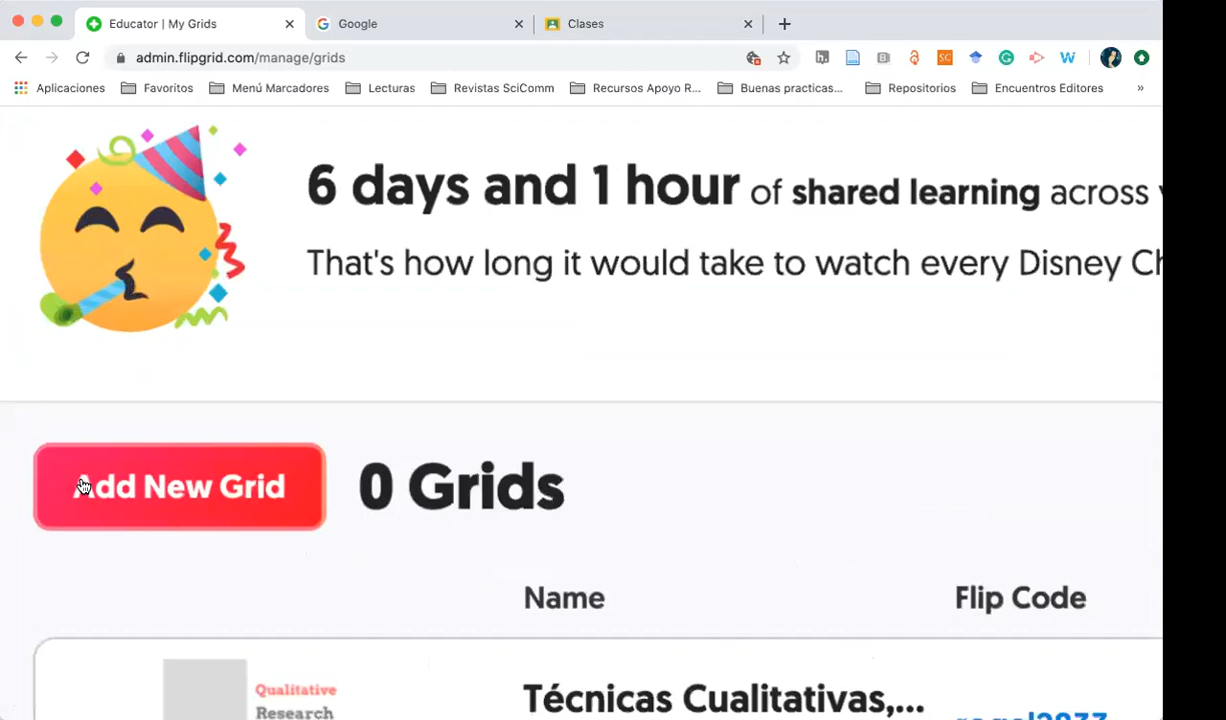 Educator | My Grids
Google
Clases
admin.flipgrid.com/manage/grids
Aplicaciones
Favoritos
Menú Marcadores
Lecturas
Revistas SciComm
Recursos Apoyo R...
Buenas practicas...
Repositorios
Encuentros Editores
»
6 days and 1 hour of shared learning across
That's how long it would take to watch every Disney
Add New Grid
0 Grids
Name
Flip Code
Qualitative
Research
Técnicas Cualitativas,...